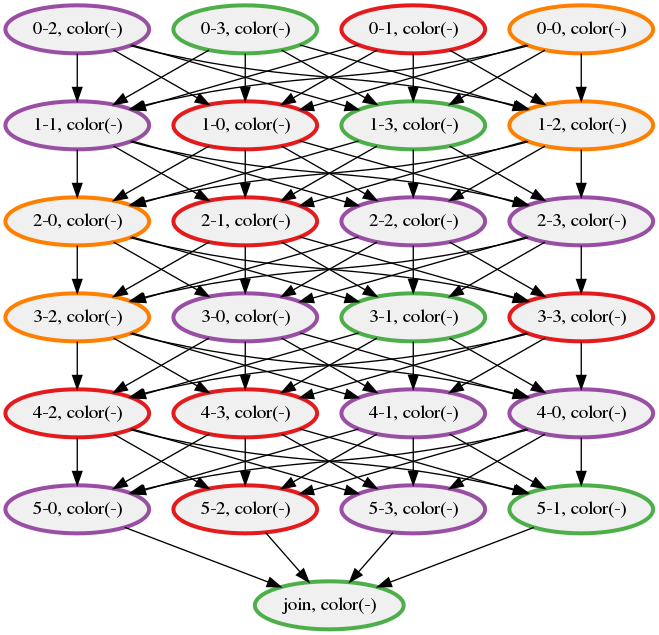 0-2, color(-)
0-3, color(-)
0-1, color(-)
0-0, color(-)
1-1, color(-)
1-0, color(-)
1-3, color(-)
1-2, color(-)
2-0, color(-)
2-1, color(-)
2-2, color(-)
2-3, color(-)
3-2, color(-)
3-0, color(-)
3-1, color(-)
3-3, color(-)
4-2, color(-)
4-3, color(-)
4-1, color(-)
4-0, color(-)
5-0, color(-)
5-2, color(-)
5-3, color(-)
5-1, color(-)
join, color(-)